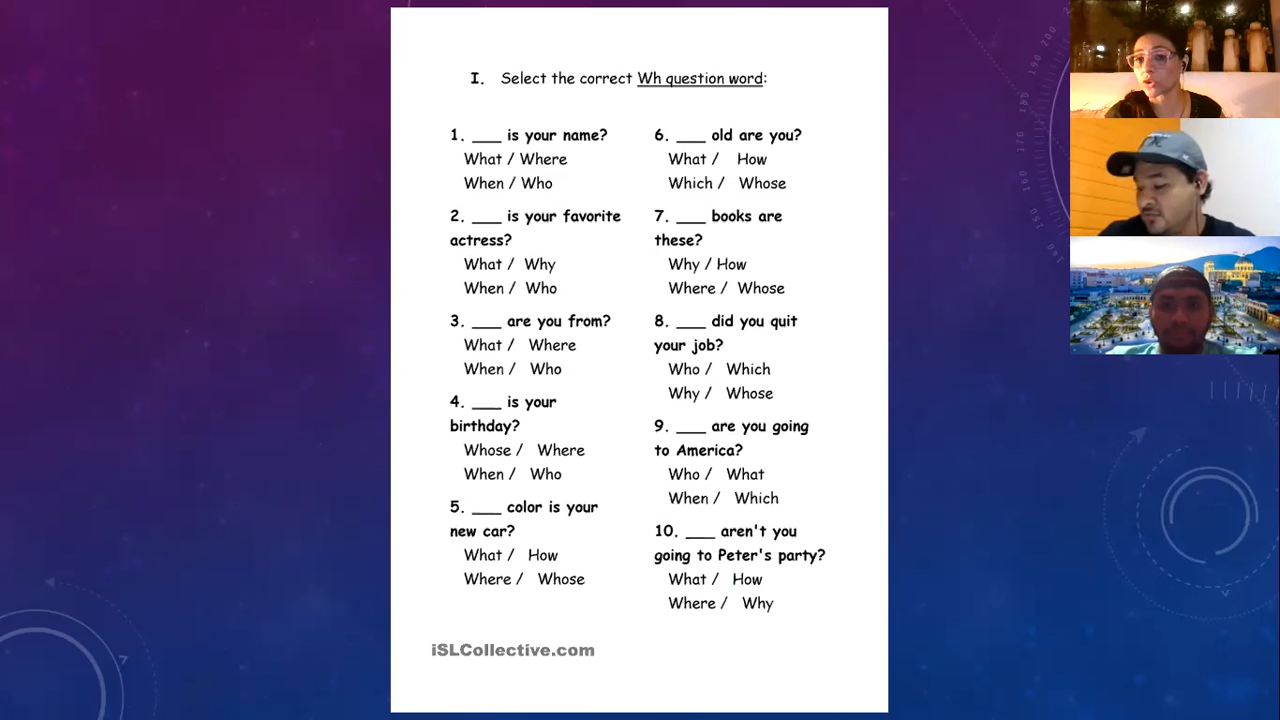 I. Select the correct Wh question word:
1. ___ is your name?
What / Where
When / Who
2. ___ is your favorite
actress?
What / Why
When / Who
3. ___ are you from?
What / Where
When / Who
4. ___ is your
birthday?
Whose / Where
When / Who
5. ___ color is your
new car?
What / How
Where / Whose
6. ___ old are you?
What / How
Which / Whose
7. ___ books are
these?
Why / How
Where / Whose
8. ___ did you quit
your job?
Who / Which
Why / Whose
9. ___ are you going
to America?
Who / What
When / Which
10. ___ aren't you
going to Peter's party?
What / How
Where / Why
iSLCollective.com